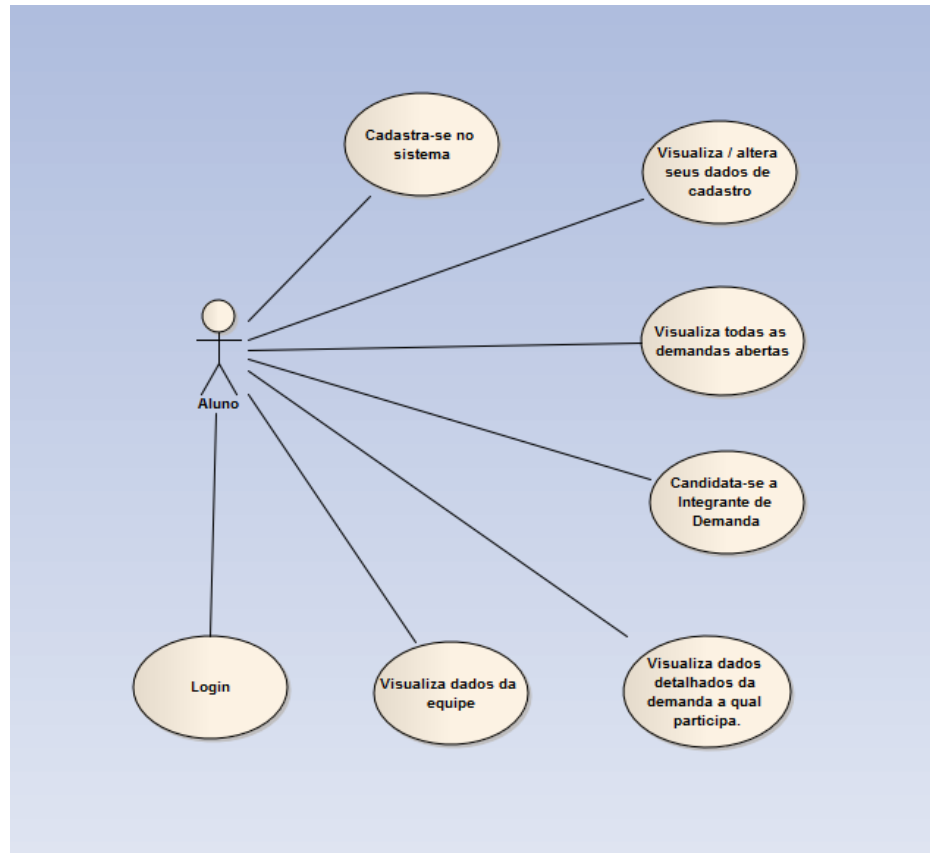 Cadastra-se no
sistema
Visualiza / altera
seus dados de
cadastro
Visualiza todas as
demandas abertas
Aluno
Candidata-se a
Integrante de
Demanda
Login
Visualiza dados da
equipe
Visualiza dados
detalhados da
demanda a qual
participa.